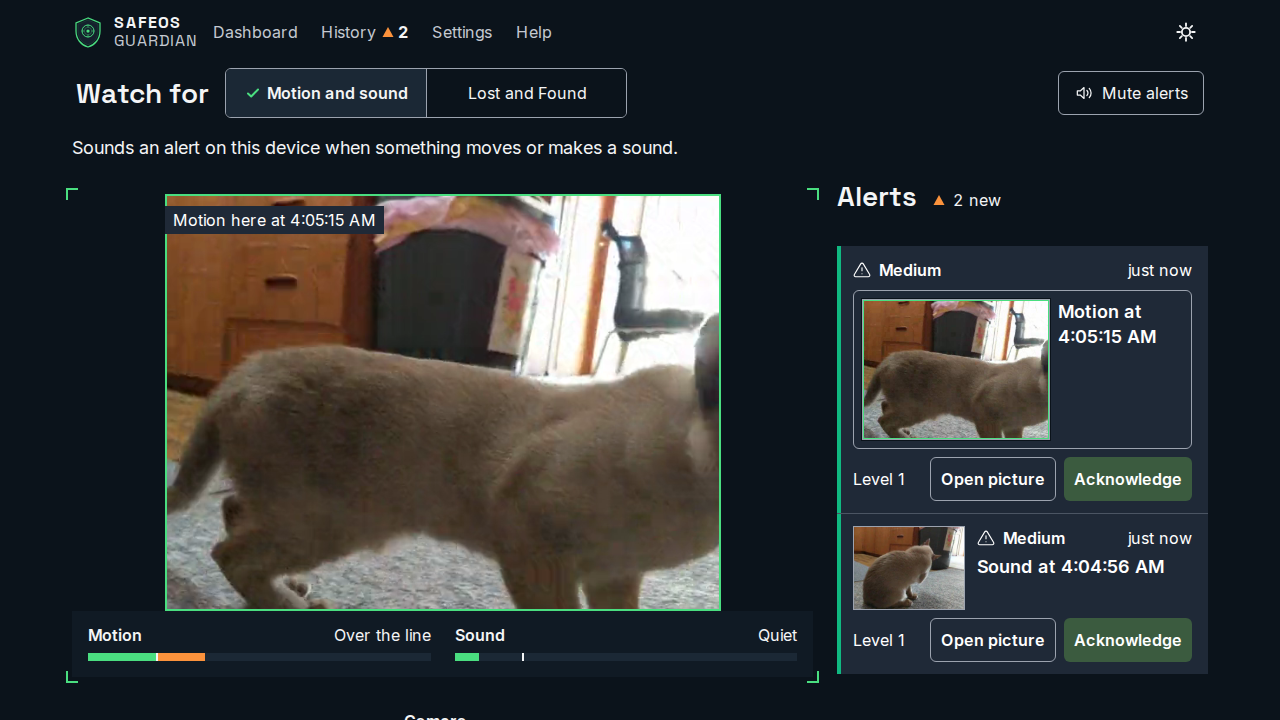 SAFEOS
GUARDIAN
Dashboard
History 2
Settings
Help
Watch for
Motion and sound
Lost and Found
Mute alerts
Sounds an alert on this device when something moves or makes a sound.
Motion here at 4:05:15 AM
Motion
Over the line
Sound
Quiet
Alerts
2 new
Medium
just now
Motion at
4:05:15 AM
Level 1
Open picture
Acknowledge
Medium
just now
Sound at 4:04:56 AM
Level 1
Open picture
Acknowledge